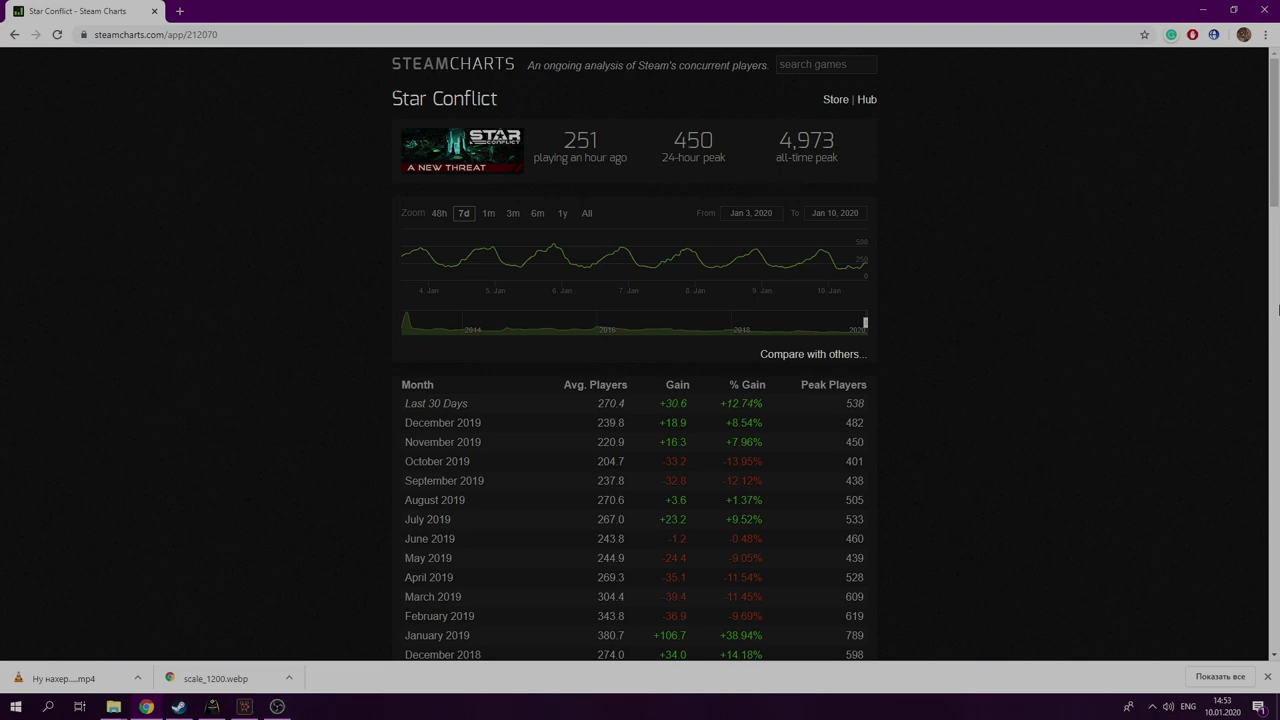 Star Conflict - Steam Charts
steamcharts.com/app/212070
STEAMCHARTS An ongoing analysis of Steam's concurrent players. search games
Star Conflict Store | Hub
STAR CONFLICT
A NEW THREAT
251 450 4,973
playing an hour ago 24-hour peak all-time peak
Zoom 48h 7d 1m 3m 6m 1y All From Jan 3, 2020 To Jan 10, 2020
500
250
0
4. Jan 5. Jan 6. Jan 7. Jan 8. Jan 9. Jan 10. Jan
2014 2016 2018 2020
Compare with others...
Month Avg. Players Gain % Gain Peak Players
Last 30 Days 270.4 +30.6 +12.74% 538
December 2019 239.8 +18.9 +8.54% 482
November 2019 220.9 +16.3 +7.96% 450
October 2019 204.7 -33.2 -13.95% 401
September 2019 237.8 -32.8 -12.12% 438
August 2019 270.6 +3.6 +1.37% 505
July 2019 267.0 +23.2 +9.52% 533
June 2019 243.8 -1.2 -0.48% 460
May 2019 244.9 -24.4 -9.05% 439
April 2019 269.3 -35.1 -11.54% 528
March 2019 304.4 -39.4 -11.45% 609
February 2019 343.8 -36.9 -9.69% 619
January 2019 380.7 +106.7 +38.94% 789
December 2018 274.0 +34.0 +14.18% 598
Ну нахер.....mp4 scale_1200.webp Показать все
ENG 14:53
10.01.2020